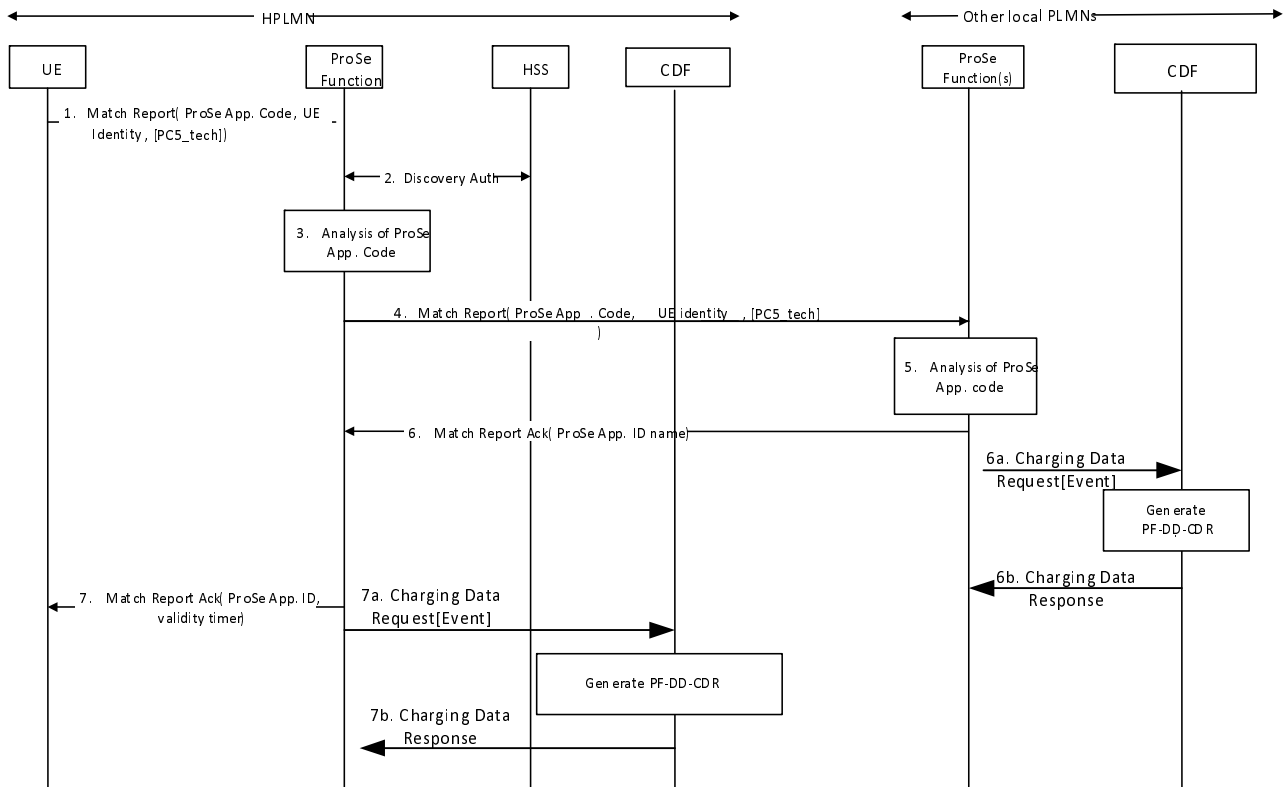 HPLMN
Other local PLMNs
UE
ProSe
Function
HSS
CDF
ProSe
Function(s)
CDF
1. Match Report( ProSe App. Code, UE
Identity, [PC5_tech])
2. Discovery Auth
3. Analysis of ProSe
App. Code
4. Match Report( ProSe App . Code, UE identity , [PC5_tech]
)
5. Analysis of ProSe
App. code
6. Match Report Ack( ProSe App. ID name)
6a. Charging Data
Request[Event]
Generate
PF-DD-CDR
6b. Charging Data
Response
7. Match Report Ack( ProSe App. ID,
validity timer)
7a. Charging Data
Request[Event]
Generate PF-DD-CDR
7b. Charging Data
Response